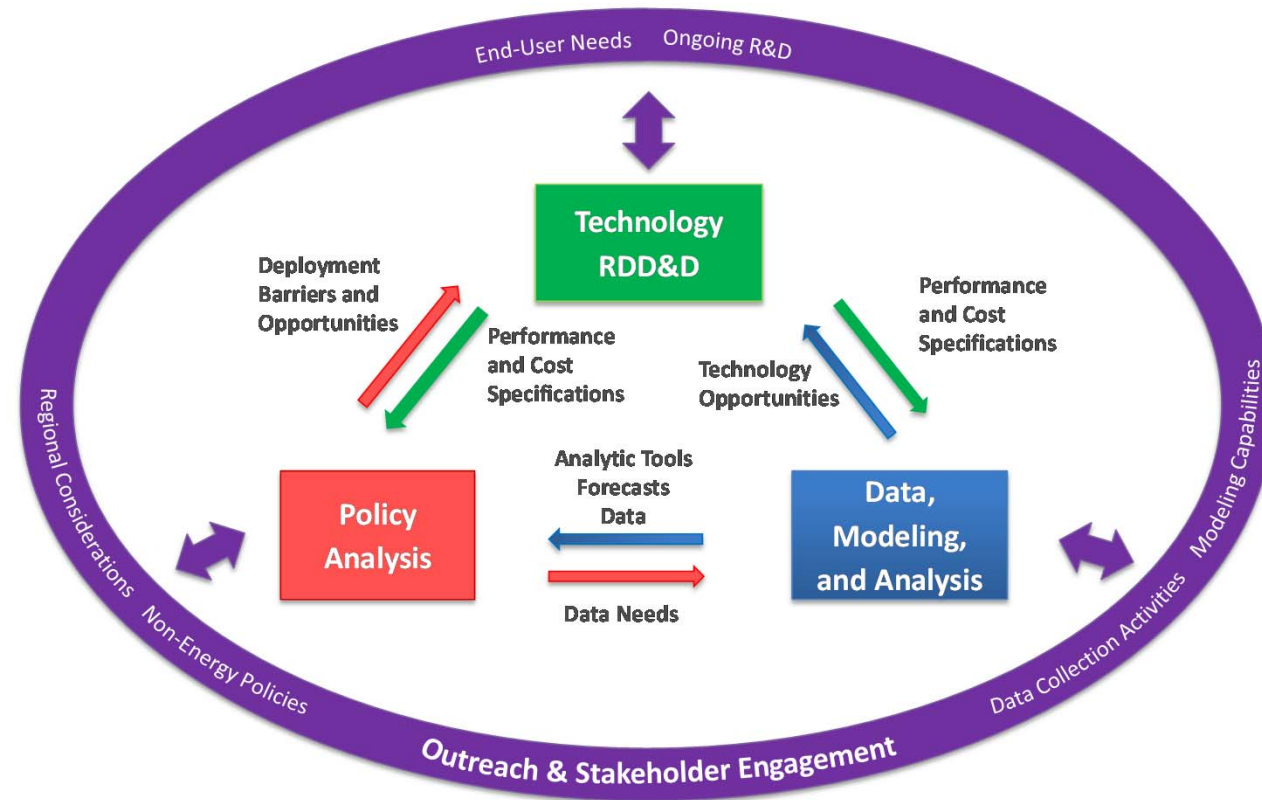 End-User Needs
Ongoing R&D
Technology
RDD&D
Deployment
Barriers and
Opportunities
Performance
and Cost
Specifications
Technology
Opportunities
Performance
and Cost
Specifications
Policy
Analysis
Analytic Tools
Forecasts
Data
Data Needs
Data,
Modeling,
and Analysis
Regional Considerations
Non-Energy Policies
Data Collection Activities
Modeling Capabilities
Outreach & Stakeholder Engagement